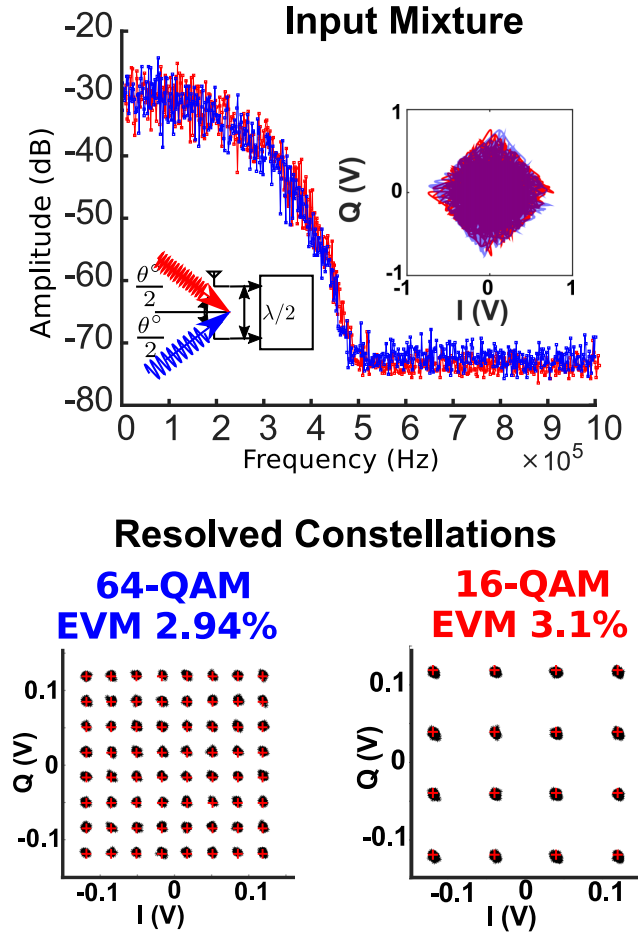 Input Mixture
-20
-30
-40
-50
-60
-70
-80
Amplitude (dB)
0 1 2 3 4 5 6 7 8 9 10
Frequency (Hz)
×10⁵
1
0
-1
Q (V)
-1 0 1
I (V)
θ°
2
θ°
2
λ/2
Resolved Constellations
64-QAM
EVM 2.94%
0.1
0
-0.1
Q (V)
-0.1 0 0.1
I (V)
16-QAM
EVM 3.1%
0.1
0
-0.1
Q (V)
-0.1 0 0.1
I (V)